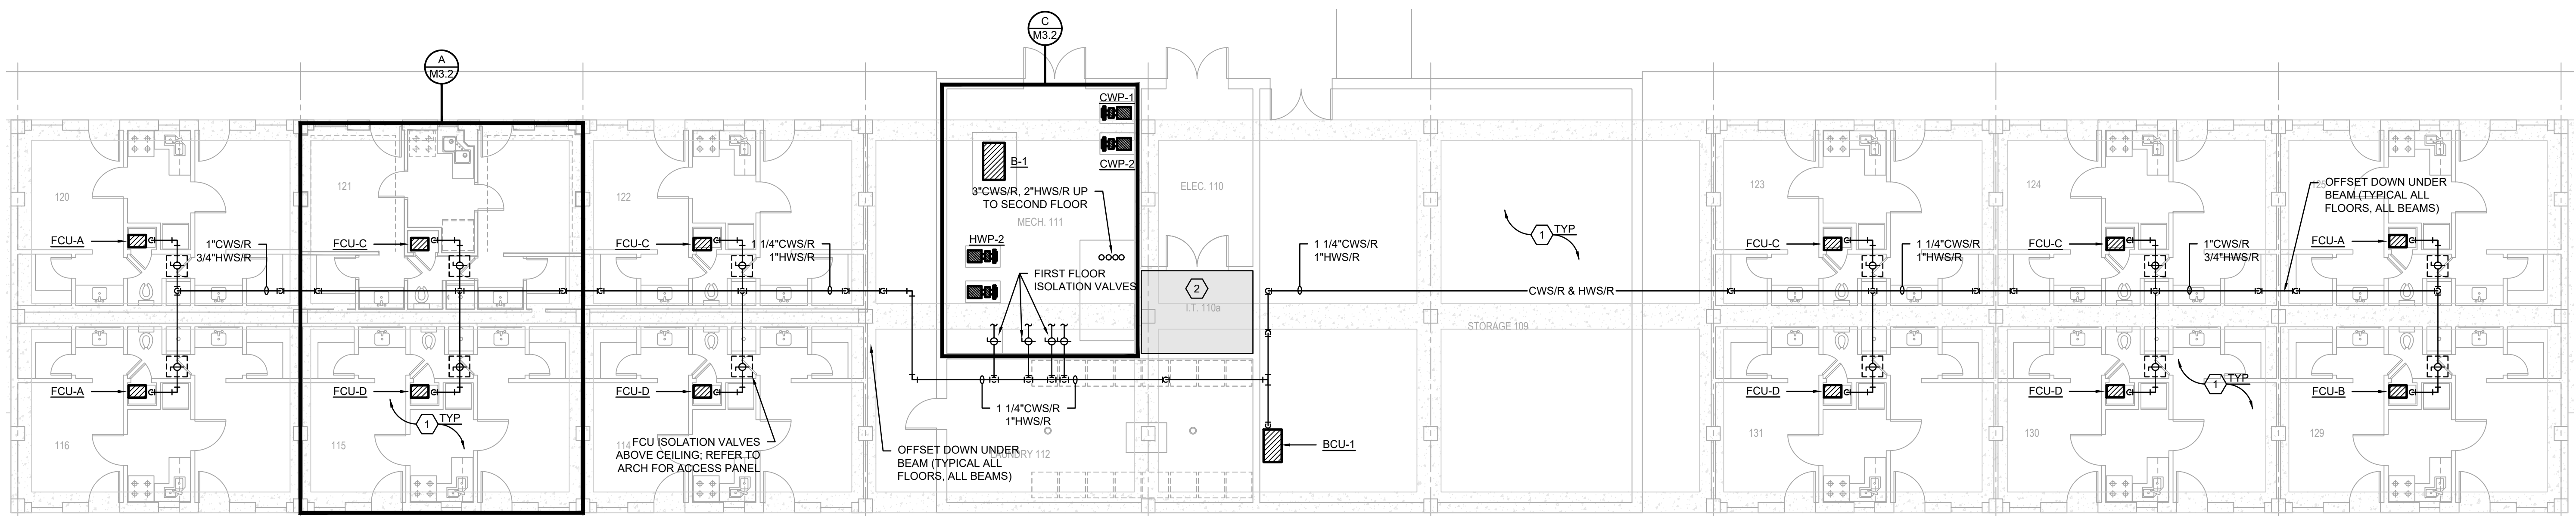 A
M3.2
C
M3.2
CWP-1
CWP-2
B-1
3"CWS/R, 2"HWS/R UP
TO SECOND FLOOR
MECH. 111
HWP-2
FIRST FLOOR
ISOLATION VALVES
ELEC. 110
2
I.T. 110a
120
121
122
FCU-A
1"CWS/R
3/4"HWS/R
FCU-C
FCU-C
1 1/4"CWS/R
1"HWS/R
1 1/4"CWS/R
1"HWS/R
1 TYP
CWS/R & HWS/R
STORAGE 109
123
124
125
OFFSET DOWN UNDER
BEAM (TYPICAL ALL
FLOORS, ALL BEAMS)
FCU-C
1 1/4"CWS/R
1"HWS/R
FCU-C
1"CWS/R
3/4"HWS/R
FCU-A
FCU-A
FCU-D
FCU-D
1 TYP
116
115
114
FCU ISOLATION VALVES
ABOVE CEILING; REFER TO
ARCH FOR ACCESS PANEL
OFFSET DOWN UNDER
BEAM (TYPICAL ALL
FLOORS, ALL BEAMS)
1 1/4"CWS/R
1"HWS/R
LAUNDRY 112
BCU-1
FCU-D
FCU-D
1 TYP
FCU-B
131
130
129